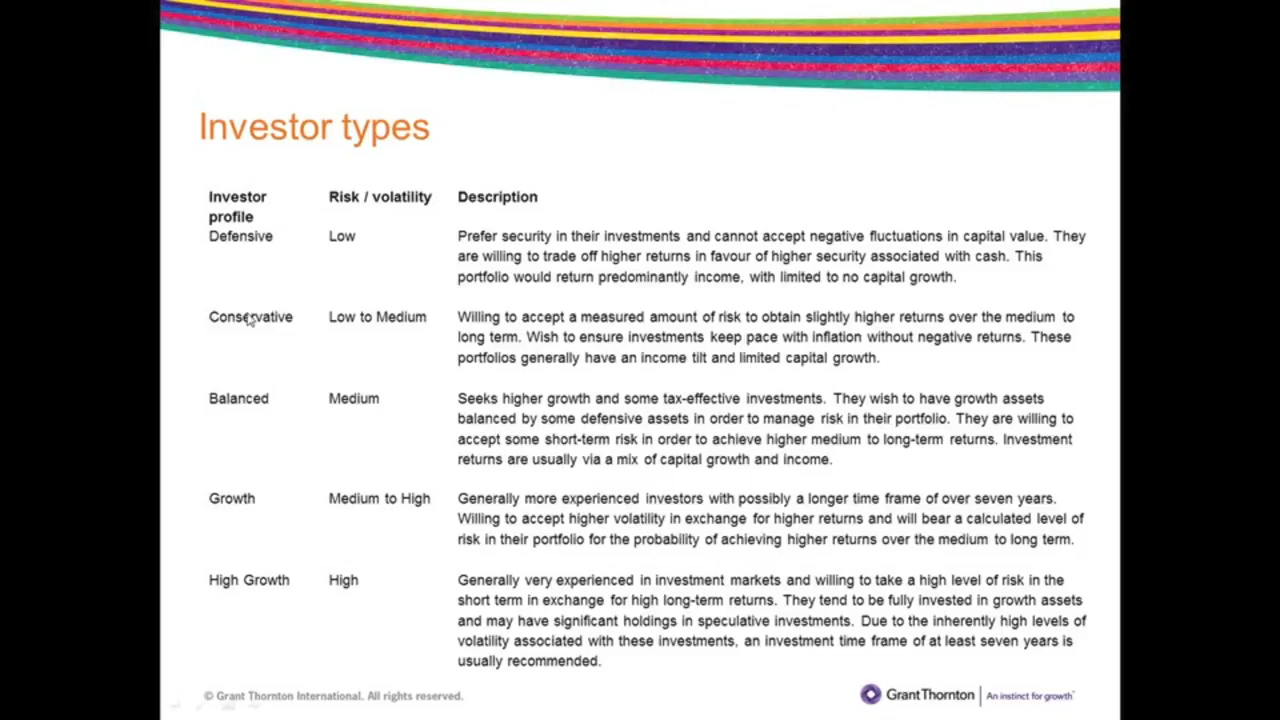 Investor types
Investor profile Risk / volatility Description
Defensive Low Prefer security in their investments and cannot accept negative fluctuations in capital value. They
are willing to trade off higher returns in favour of higher security associated with cash. This
portfolio would return predominantly income, with limited to no capital growth.
Conservative Low to Medium Willing to accept a measured amount of risk to obtain slightly higher returns over the medium to
long term. Wish to ensure investments keep pace with inflation without negative returns. These
portfolios generally have an income tilt and limited capital growth.
Balanced Medium Seeks higher growth and some tax-effective investments. They wish to have growth assets
balanced by some defensive assets in order to manage risk in their portfolio. They are willing to
accept some short-term risk in order to achieve higher medium to long-term returns. Investment
returns are usually via a mix of capital growth and income.
Growth Medium to High Generally more experienced investors with possibly a longer time frame of over seven years.
Willing to accept higher volatility in exchange for higher returns and will bear a calculated level of
risk in their portfolio for the probability of achieving higher returns over the medium to long term.
High Growth High Generally very experienced in investment markets and willing to take a high level of risk in the
short term in exchange for high long-term returns. They tend to be fully invested in growth assets
and may have significant holdings in speculative investments. Due to the inherently high levels of
volatility associated with these investments, an investment time frame of at least seven years is
usually recommended.
© Grant Thornton International. All rights reserved.
GrantThornton An instinct for growth™